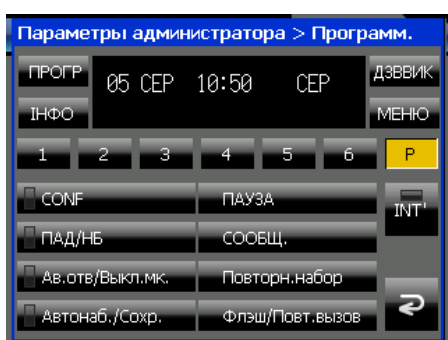 Параметры администратора > Программ.
ПРОГР
05 СЕР 10:50 СЕР
ДЗВВИК
ІНФО
МЕНЮ
1 2 3 4 5 6 P
CONF ПАУЗА
INT'
ПАД/НБ СООБЩ.
Ав.отв/Выкл.мк. Повторн.набор
Автонаб./Сохр. Флэш/Повт.вызов